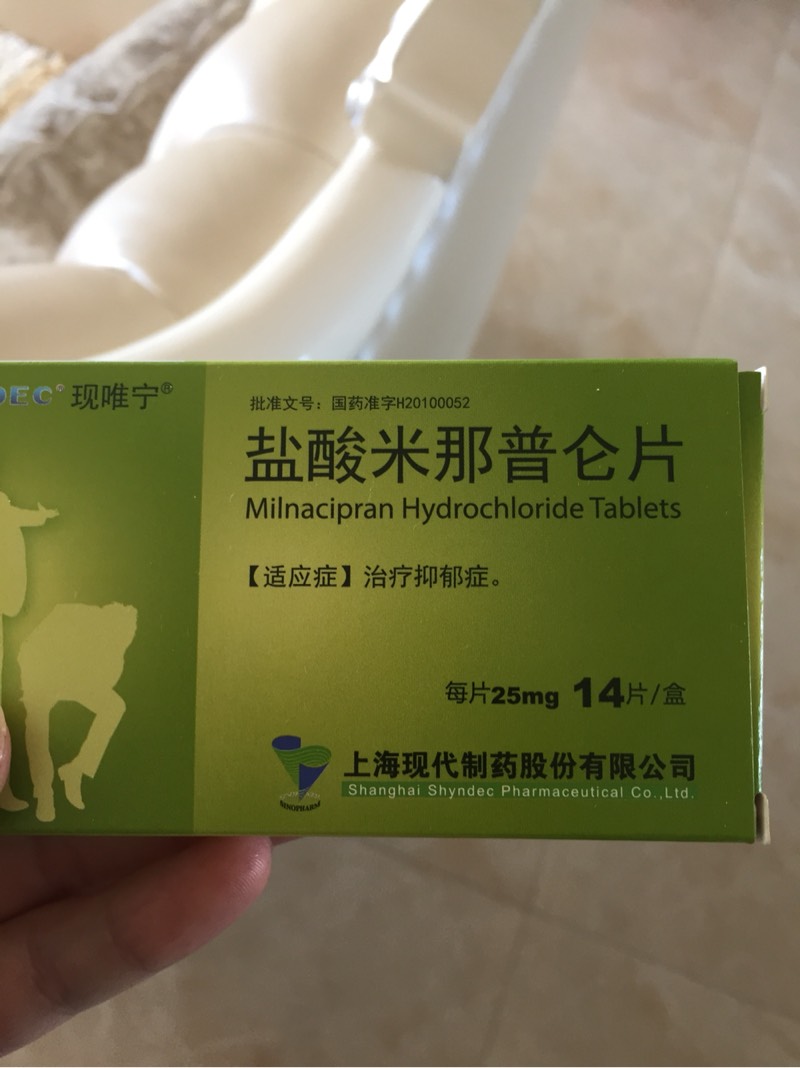 DEC® 现唯宁®
批准文号：国药准字H20100052
盐酸米那普仑片
Milnacipran Hydrochloride Tablets
【适应症】治疗抑郁症。
每片25mg 14片/盒
上海现代制药股份有限公司
Shanghai Shyndec Pharmaceutical Co.,Ltd.
SINOPHARM